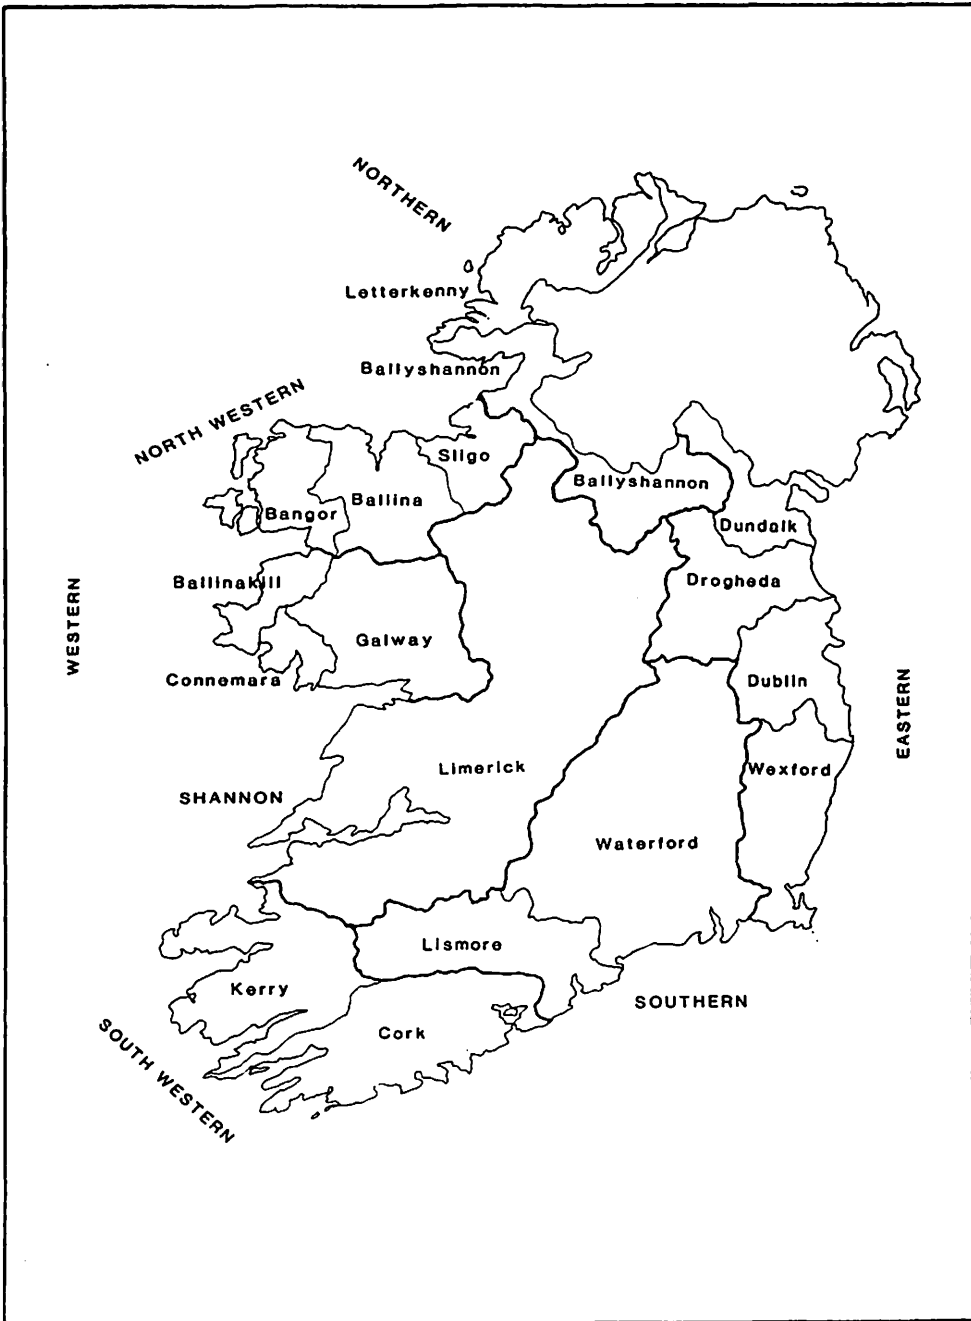 NORTHERN
Letterkenny
Ballyshannon
NORTH WESTERN
Sligo
Ballina
Ballyshannon
Bangor
Dundalk
Ballinakill
Drogheda
WESTERN
Galway
Connemara
Dublin
EASTERN
Limerick
Wexford
SHANNON
Waterford
Lismore
Kerry
SOUTHERN
Cork
SOUTH WESTERN